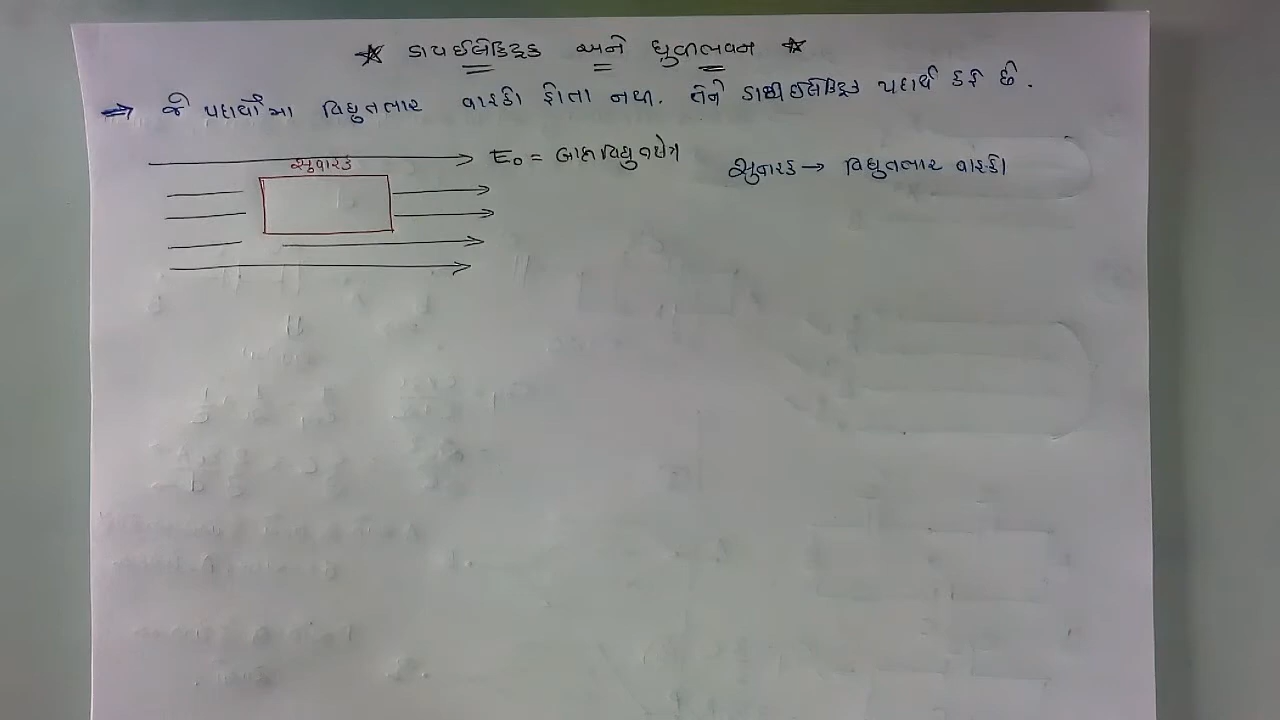 ★ ડાયઈલેક્ટ્રિક અને ધ્રુવીભવન ★
⇒ જે પદાર્થોમા વિદ્યુતભાર વાહકો હોતા નથી. તેને ડાયઈલેક્ટ્રિક પદાર્થ કહે છે.
સુવાહક
E₀ = બાહ્ય વિદ્યુતક્ષેત્ર
સુવાહક → વિદ્યુતભાર વાહકો